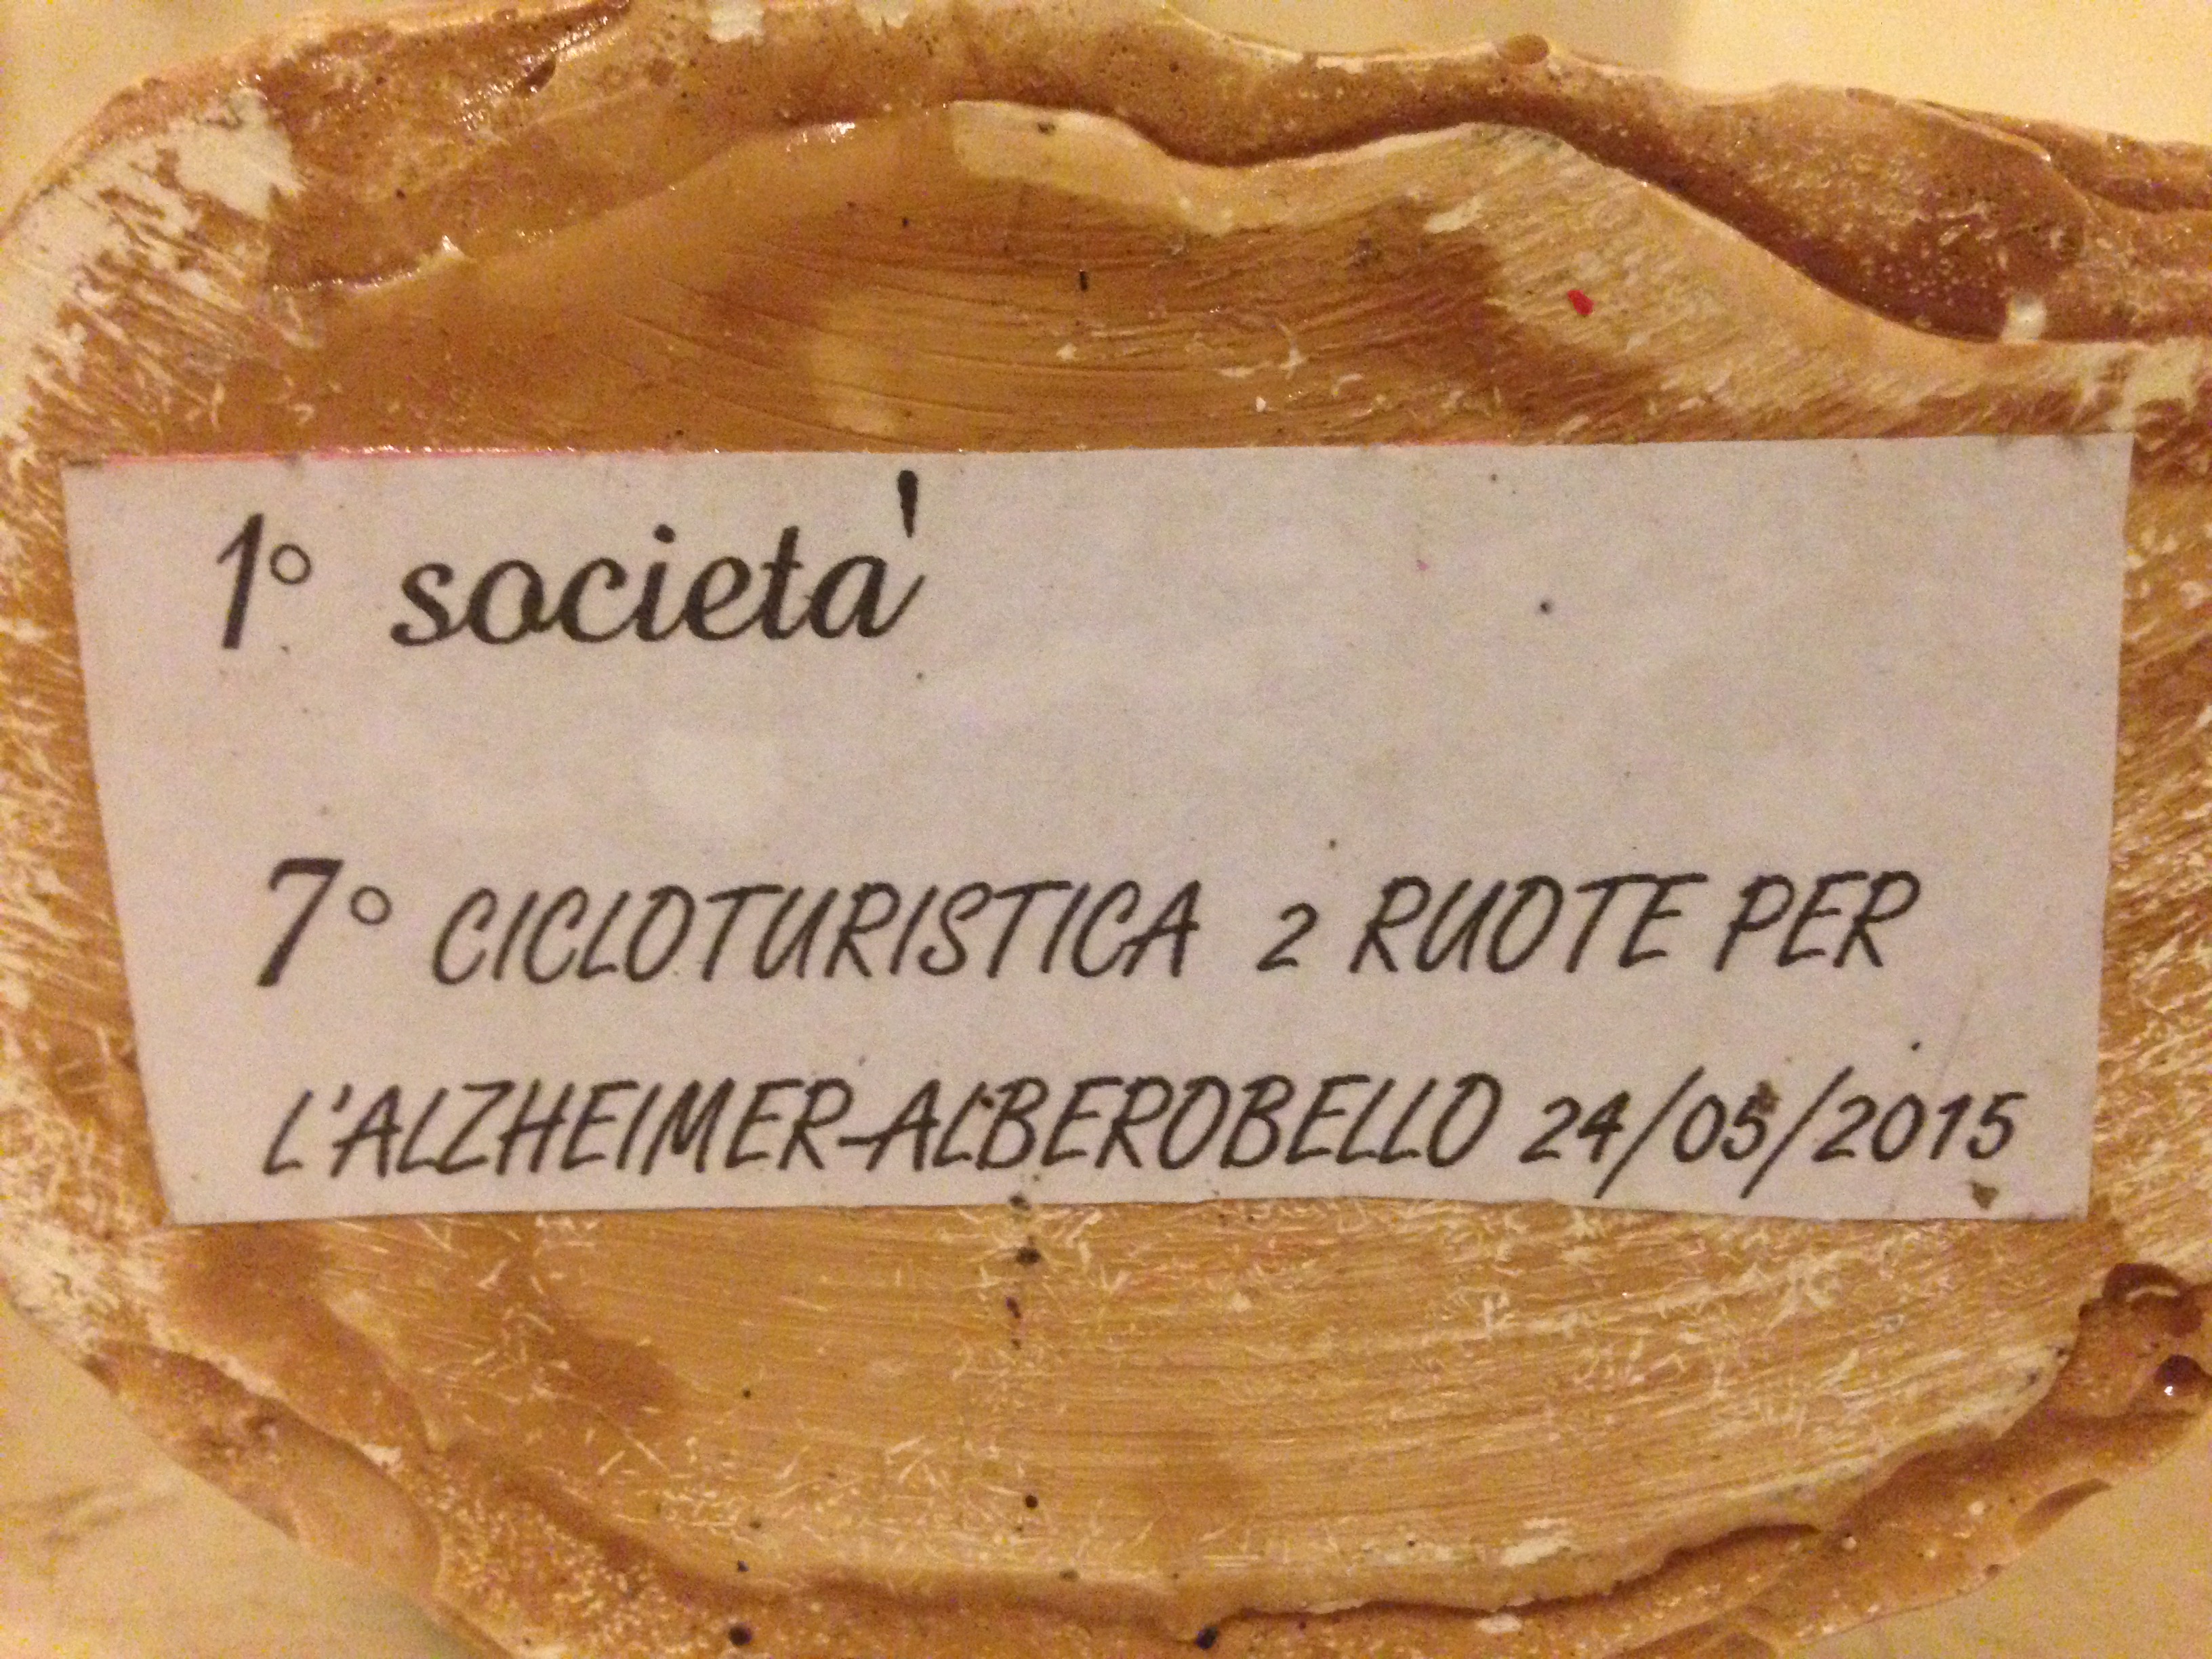 1° societa'
7° CICLOTURISTICA 2 RUOTE PER
L'ALZHEIMER-ALBEROBELLO 24/05/2015